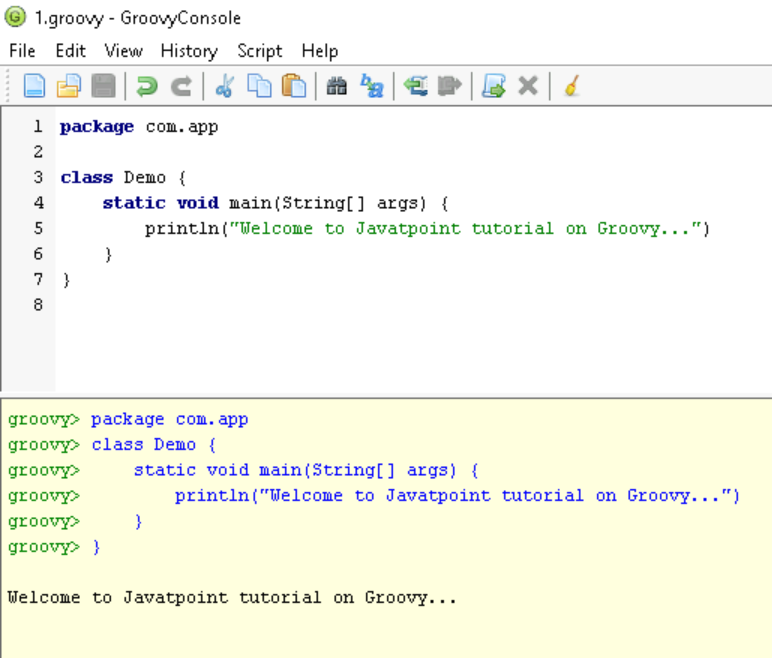 1.groovy - GroovyConsole
File Edit View History Script Help
1 package com.app
2
3 class Demo {
4     static void main(String[] args) {
5         println("Welcome to Javatpoint tutorial on Groovy...")
6     }
7 }
8
groovy> package com.app
groovy> class Demo {
groovy>     static void main(String[] args) {
groovy>         println("Welcome to Javatpoint tutorial on Groovy...")
groovy>     }
groovy> }
Welcome to Javatpoint tutorial on Groovy...